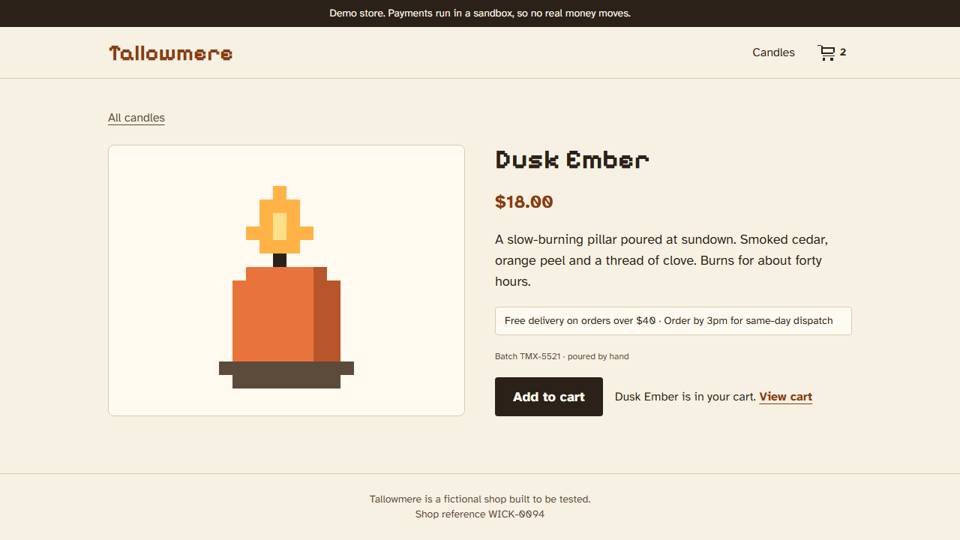 Demo store. Payments run in a sandbox, so no real money moves.
Tallowmere
Candles
2
All candles
Dusk Ember
$18.00
A slow-burning pillar poured at sundown. Smoked cedar,
orange peel and a thread of clove. Burns for about forty
hours.
Free delivery on orders over $40 · Order by 3pm for same-day dispatch
Batch TMX-5521 · poured by hand
Add to cart
Dusk Ember is in your cart. View cart
Tallowmere is a fictional shop built to be tested.
Shop reference WICK-0094